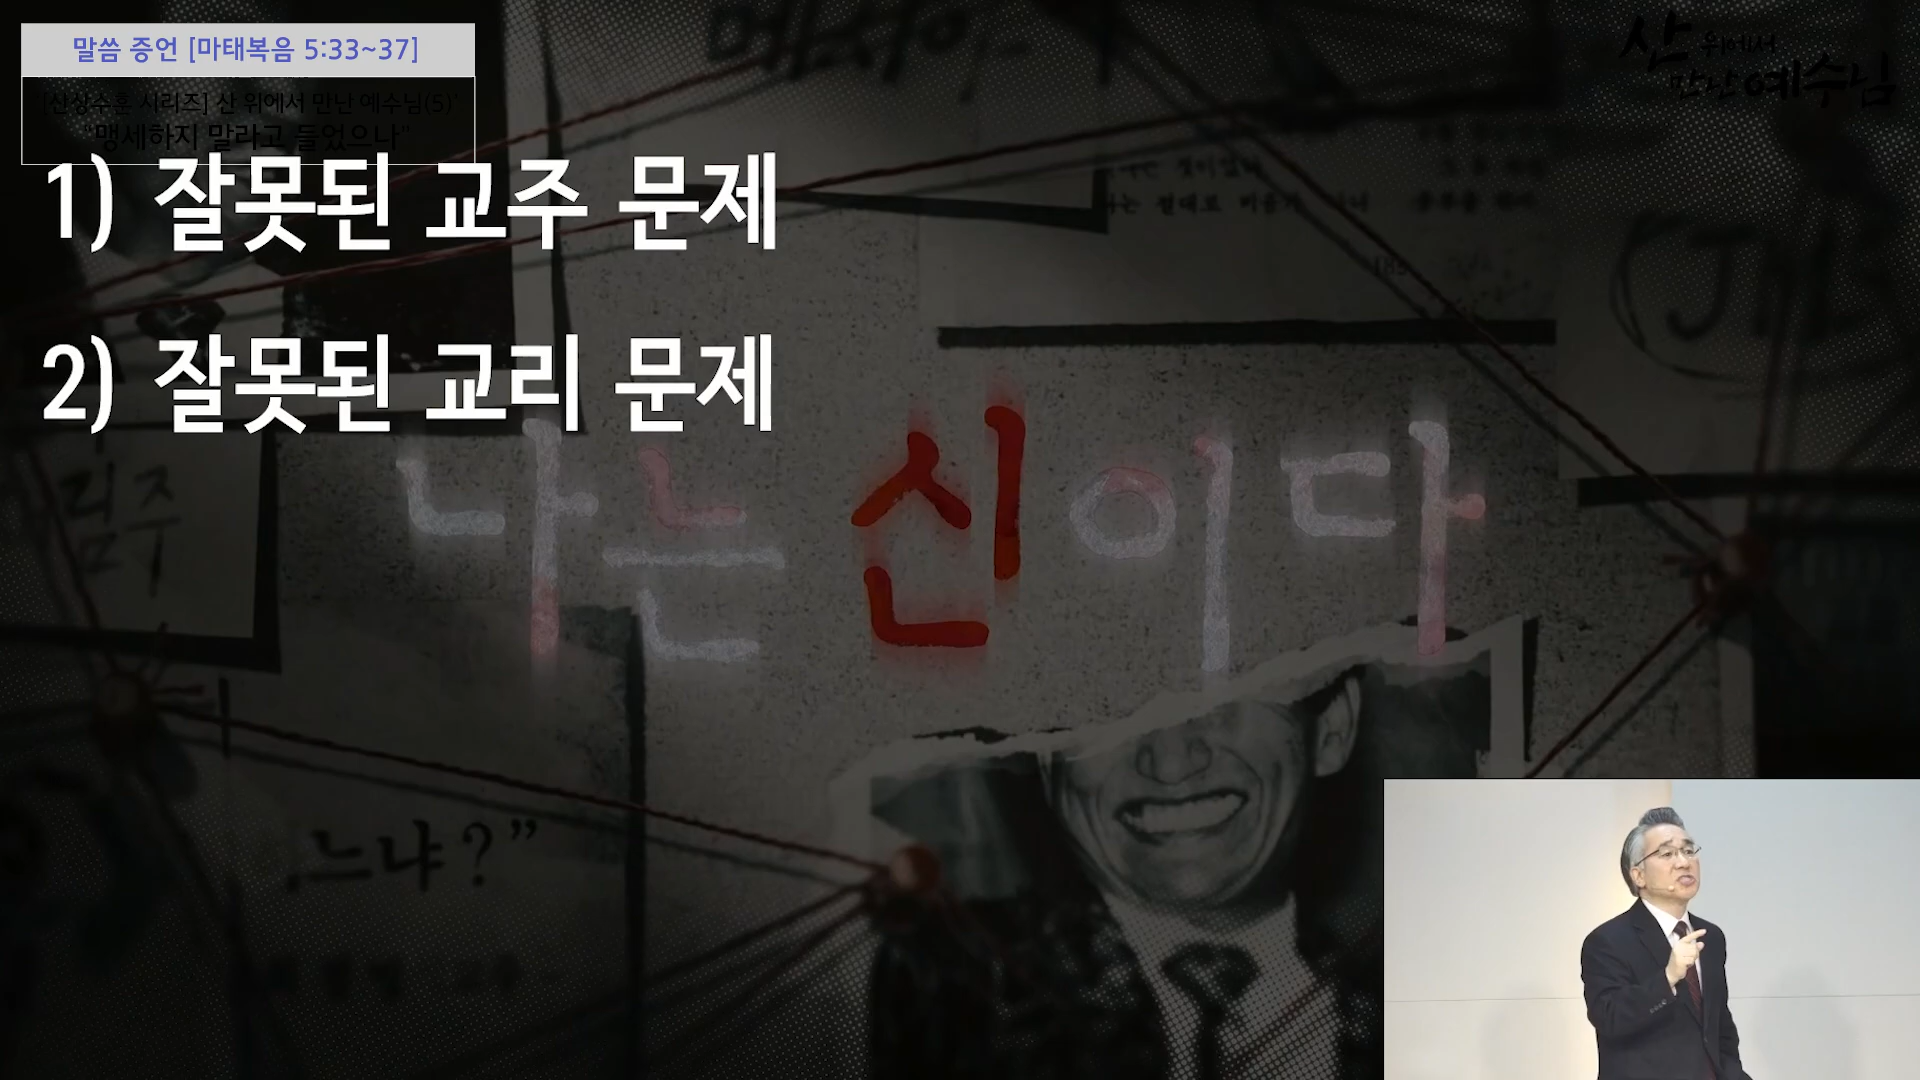 말씀 증언 [마태복음 5:33~37]
[산상수훈 시리즈] 산 위에서 만난 예수님(5)
"맹세하지 말라고 들었으나"
산 위에서
만난 예수님
1) 잘못된 교주 문제
2) 잘못된 교리 문제
나는 신이다
림주
느냐?”